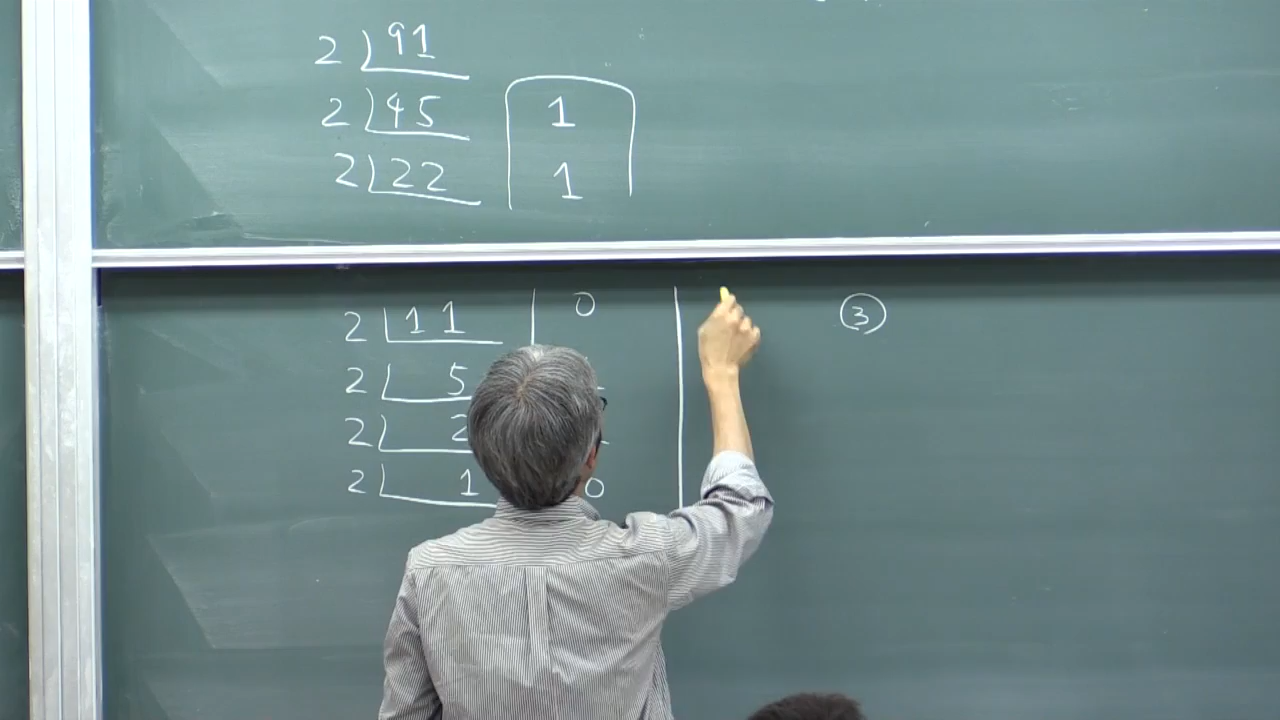 2 ) 91
2 ) 45 1
2 ) 22 1
2 ) 11 0 ③
2 ) 5
2 ) 2
2 ) 1 0